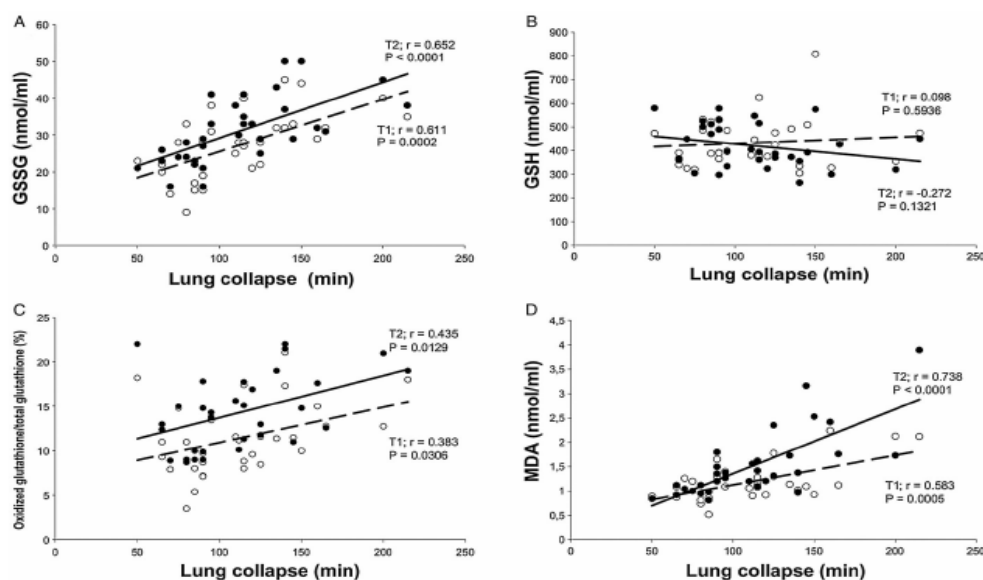 A
GSSG (nmol/ml)
60
50
40
30
20
10
0
T2; r = 0.652
P < 0.0001
T1; r = 0.611
P = 0.0002
0
50
100
150
200
250
Lung collapse (min)
B
GSH (nmol/ml)
900
800
700
600
500
400
300
200
100
0
T1; r = 0.098
P = 0.5936
T2; r = -0.272
P = 0.1321
0
50
100
150
200
250
Lung collapse (min)
C
Oxidized glutathione/total glutathione (%)
25
20
15
10
5
0
T2; r = 0.435
P = 0.0129
T1; r = 0.383
P = 0.0306
0
50
100
150
200
250
Lung collapse (min)
D
MDA (nmol/ml)
4,5
4
3,5
3
2,5
2
1,5
1
0,5
0
T2; r = 0.738
P < 0.0001
T1; r = 0.583
P = 0.0005
0
50
100
150
200
250
Lung collapse (min)